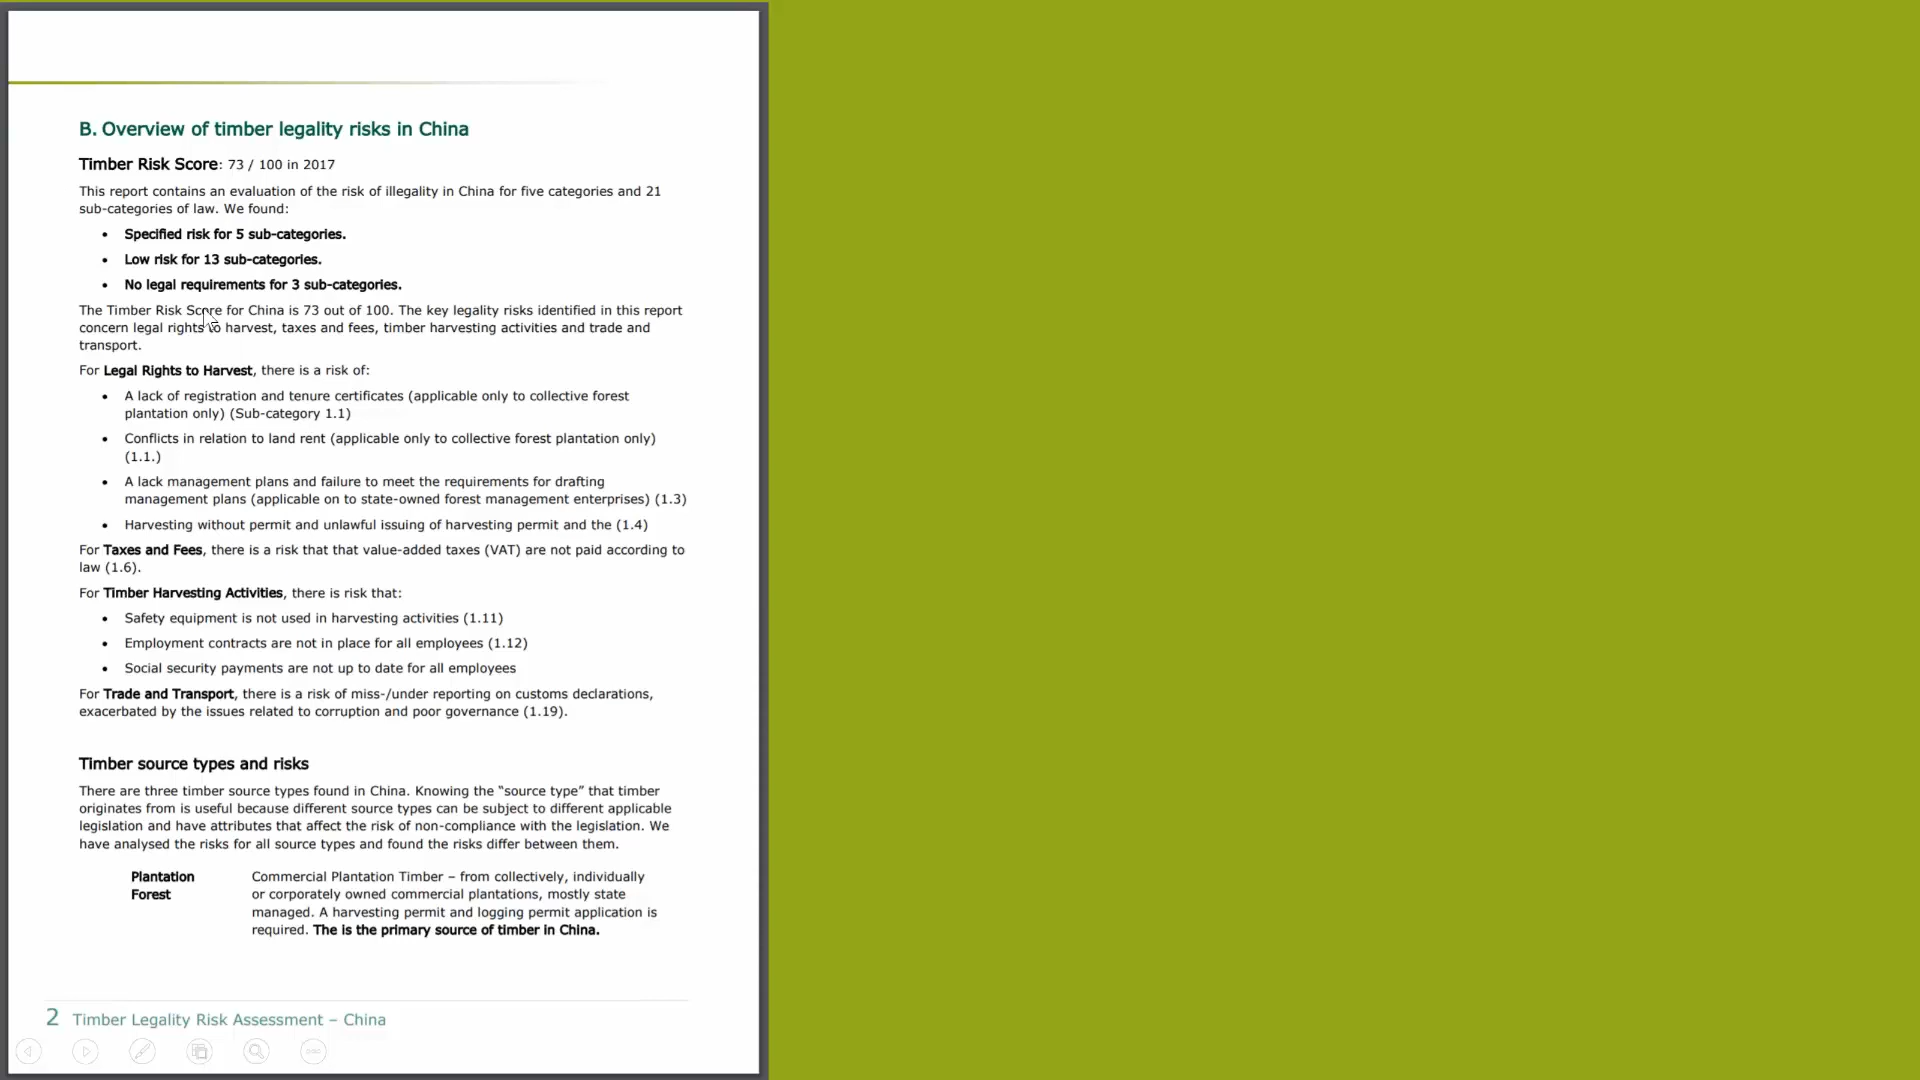 B. Overview of timber legality risks in China
Timber Risk Score: 73 / 100 in 2017
This report contains an evaluation of the risk of illegality in China for five categories and 21
sub-categories of law. We found:
• Specified risk for 5 sub-categories.
• Low risk for 13 sub-categories.
• No legal requirements for 3 sub-categories.
The Timber Risk Score for China is 73 out of 100. The key legality risks identified in this report
concern legal rights to harvest, taxes and fees, timber harvesting activities and trade and
transport.
For Legal Rights to Harvest, there is a risk of:
• A lack of registration and tenure certificates (applicable only to collective forest
plantation only) (Sub-category 1.1)
• Conflicts in relation to land rent (applicable only to collective forest plantation only)
(1.1.)
• A lack management plans and failure to meet the requirements for drafting
management plans (applicable on to state-owned forest management enterprises) (1.3)
• Harvesting without permit and unlawful issuing of harvesting permit and the (1.4)
For Taxes and Fees, there is a risk that that value-added taxes (VAT) are not paid according to
law (1.6).
For Timber Harvesting Activities, there is risk that:
• Safety equipment is not used in harvesting activities (1.11)
• Employment contracts are not in place for all employees (1.12)
• Social security payments are not up to date for all employees
For Trade and Transport, there is a risk of miss-/under reporting on customs declarations,
exacerbated by the issues related to corruption and poor governance (1.19).
Timber source types and risks
There are three timber source types found in China. Knowing the “source type” that timber
originates from is useful because different source types can be subject to different applicable
legislation and have attributes that affect the risk of non-compliance with the legislation. We
have analysed the risks for all source types and found the risks differ between them.
Plantation
Forest
Commercial Plantation Timber – from collectively, individually
or corporately owned commercial plantations, mostly state
managed. A harvesting permit and logging permit application is
required. The is the primary source of timber in China.
2 Timber Legality Risk Assessment – China